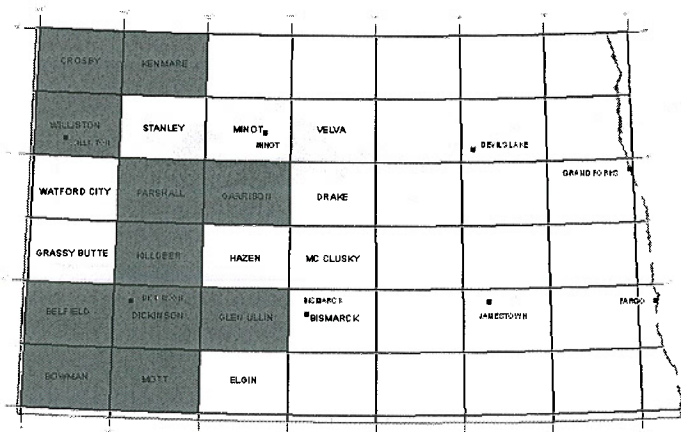 CROSBY
KENMARE
WILLISTON
STANLEY
MINOT
MINOT
VELVA
DEVILS LAKE
GRAND FORKS
WATFORD CITY
PARSHALL
GARRISON
DRAKE
GRASSY BUTTE
KILLDEER
HAZEN
MC CLUSKY
BELFIELD
DICKINSON
DICKINSON
GLEN ULLIN
BISMARCK
BISMARCK
JAMESTOWN
FARGO
BOWMAN
MOTT
ELGIN